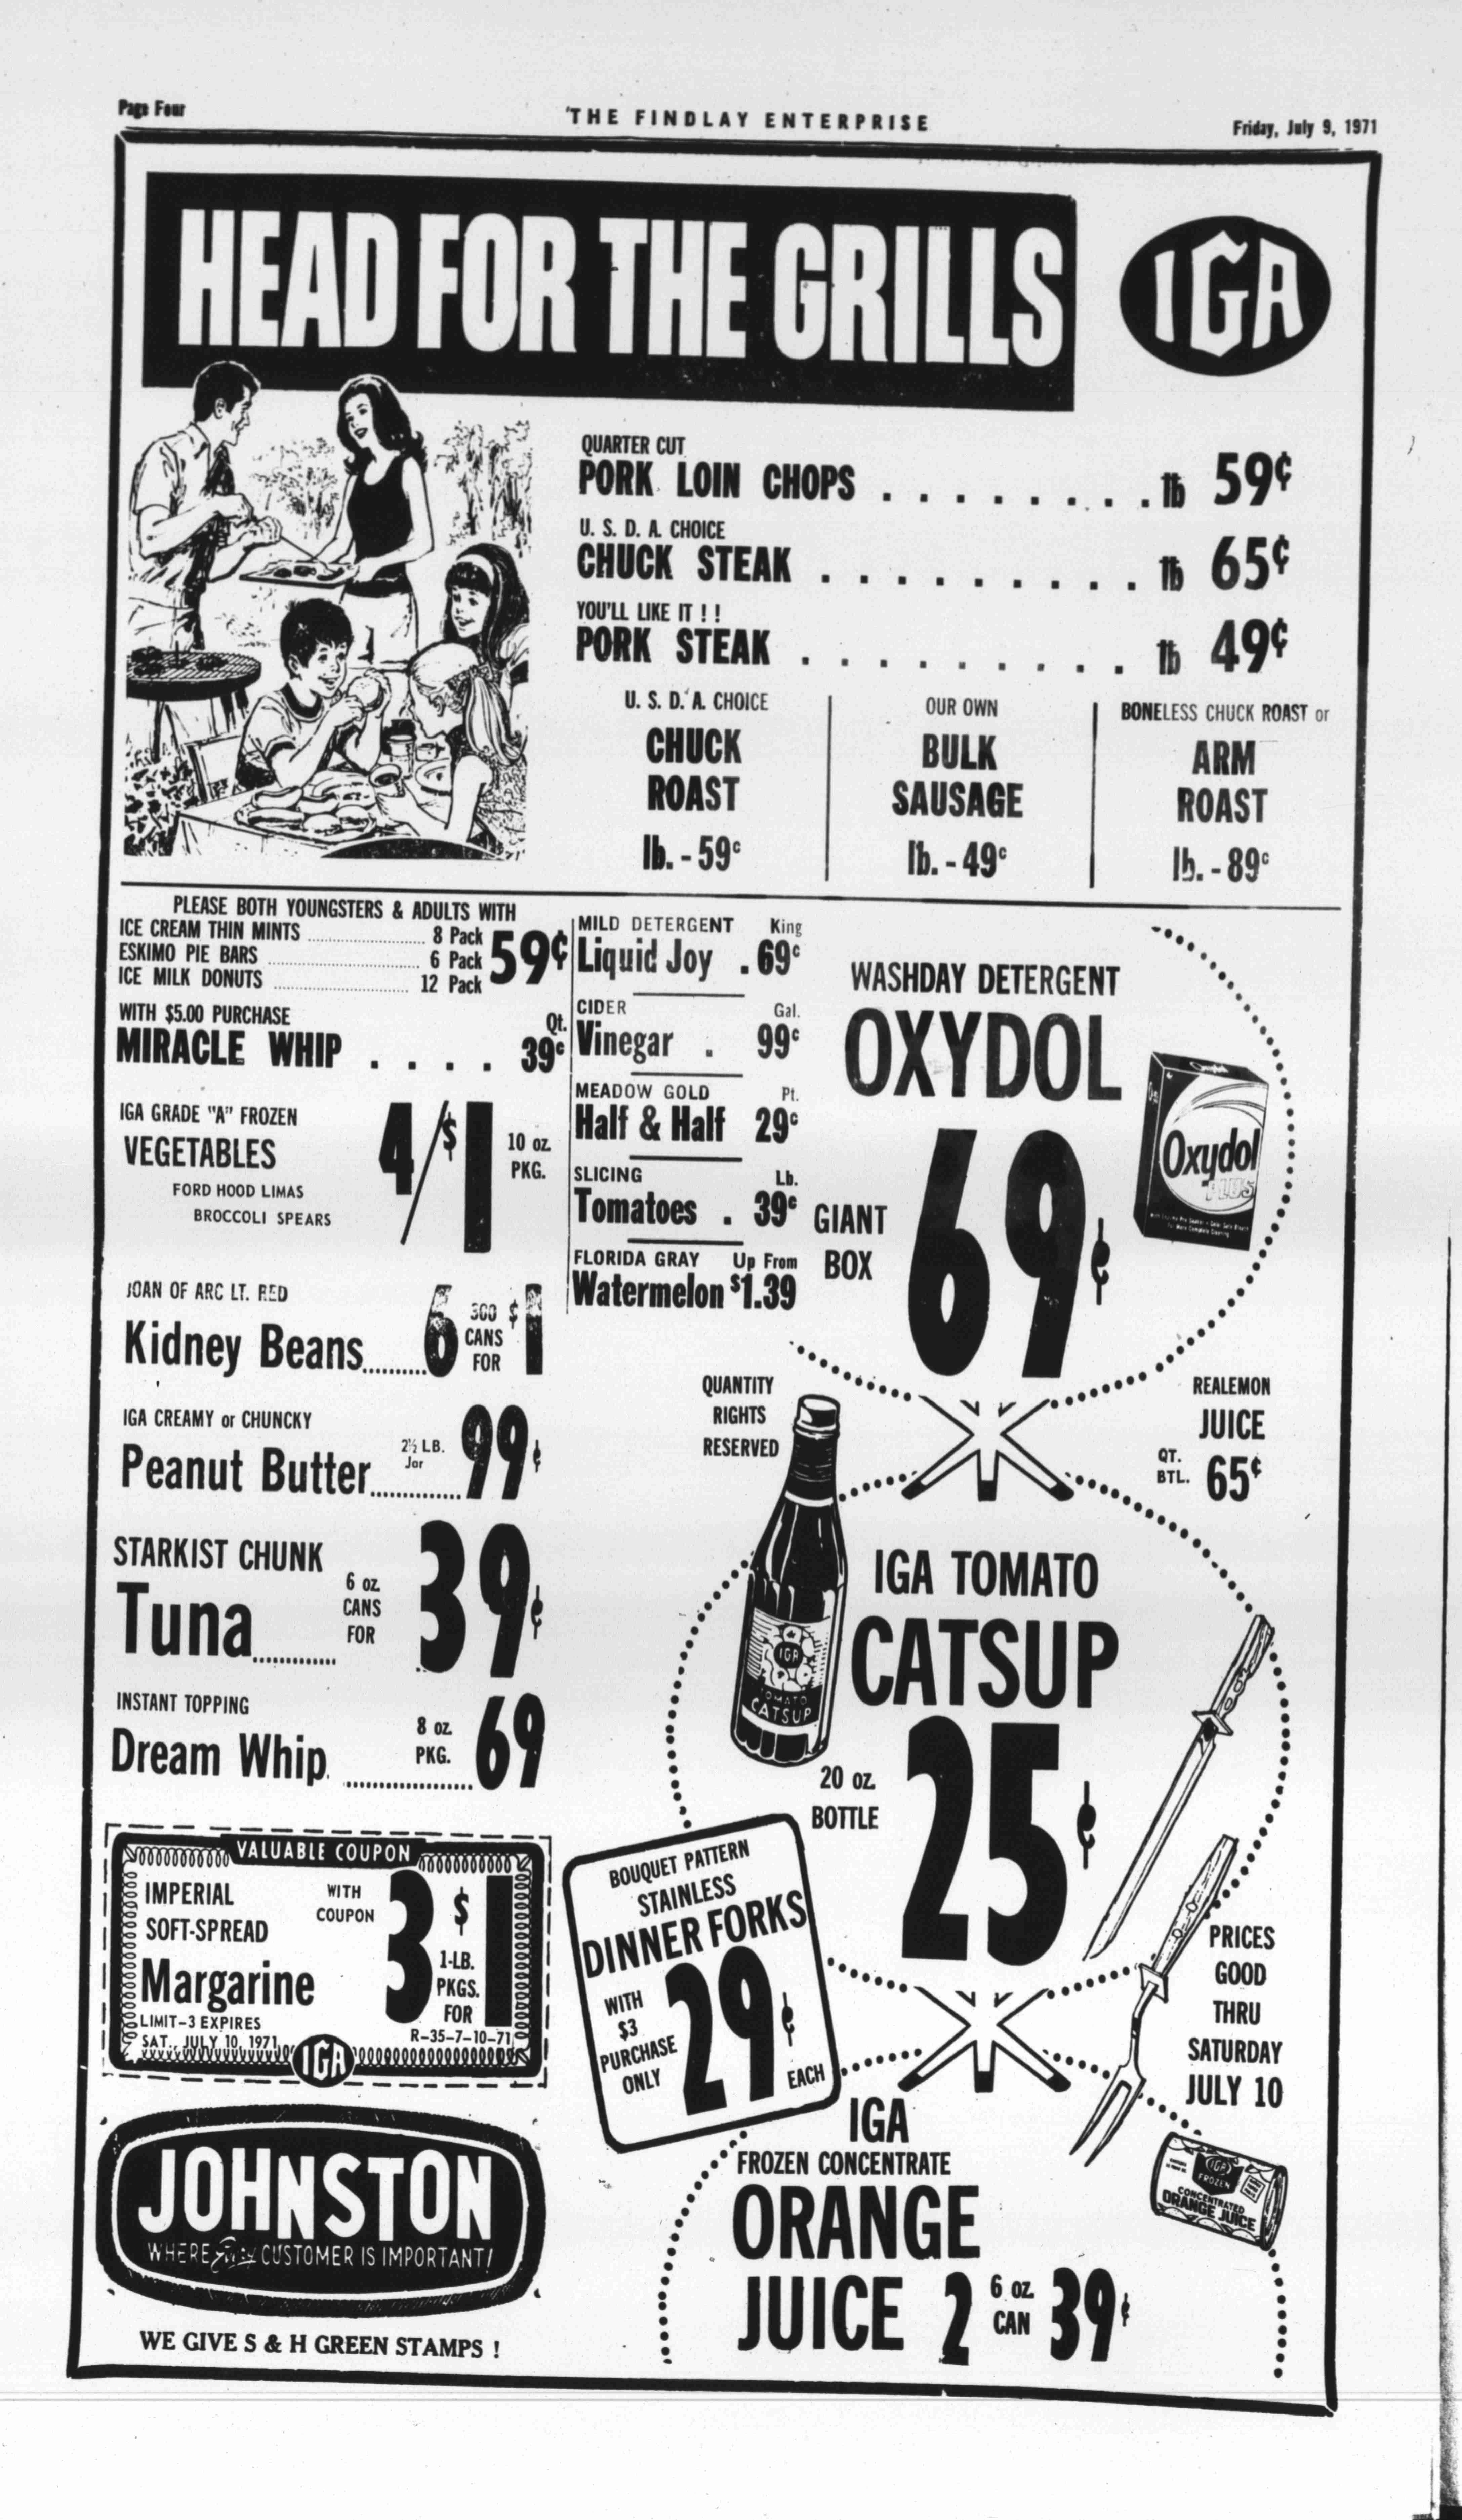 Page Four
THE FINDLAY ENTERPRISE
Friday, July 9, 1971
HEAD FOR THE GRILLS
IGA
QUARTER CUT
PORK LOIN CHOPS . . . . . . . . lb 59¢
U. S. D. A. CHOICE
CHUCK STEAK . . . . . . . . . lb 65¢
YOU'LL LIKE IT ! !
PORK STEAK . . . . . . . . . lb 49¢
U. S. D. A. CHOICE
CHUCK
ROAST
lb. - 59¢
OUR OWN
BULK
SAUSAGE
lb. - 49¢
BONELESS CHUCK ROAST or
ARM
ROAST
lb. - 89¢
PLEASE BOTH YOUNGSTERS & ADULTS WITH
ICE CREAM THIN MINTS ........ 8 Pack
ESKIMO PIE BARS ........ 6 Pack
ICE MILK DONUTS ........ 12 Pack
59¢
WITH $5.00 PURCHASE
MIRACLE WHIP . . . . Qt. 39¢
IGA GRADE "A" FROZEN
VEGETABLES
FORD HOOD LIMAS
BROCCOLI SPEARS
4/$1
10 oz.
PKG.
JOAN OF ARC LT. RED
Kidney Beans........ 6 300 CANS FOR $1
IGA CREAMY or CHUNCKY
Peanut Butter........ 2½ LB. Jar 99¢
STARKIST CHUNK
Tuna........ 6 oz. CANS FOR 39¢
INSTANT TOPPING
Dream Whip ........ 8 oz. PKG. 69
VALUABLE COUPON
IMPERIAL
SOFT-SPREAD
Margarine
WITH
COUPON
3 $1
1-LB.
PKGS.
FOR
LIMIT-3 EXPIRES
SAT., JULY 10, 1971
R-35-7-10-71
IGA
JOHNSTON
WHERE Every CUSTOMER IS IMPORTANT!
WE GIVE S & H GREEN STAMPS !
MILD DETERGENT King
Liquid Joy . 69¢
CIDER Gal.
Vinegar . 99¢
MEADOW GOLD Pt.
Half & Half 29¢
SLICING Lb.
Tomatoes . 39¢
FLORIDA GRAY Up From
Watermelon $1.39
WASHDAY DETERGENT
OXYDOL
GIANT
BOX
69¢
Oxydol
PLUS
QUANTITY
RIGHTS
RESERVED
REALEMON
JUICE
QT.
BTL. 65¢
IGA TOMATO
CATSUP
20 oz.
BOTTLE
25¢
IGA
TOMATO
CATSUP
BOUQUET PATTERN
STAINLESS
DINNER FORKS
WITH
$3
PURCHASE
ONLY
29¢
EACH
PRICES
GOOD
THRU
SATURDAY
JULY 10
IGA
FROZEN CONCENTRATE
ORANGE
JUICE 2 6 oz. CAN 39¢
IGA
FROZEN
CONCENTRATED
ORANGE JUICE